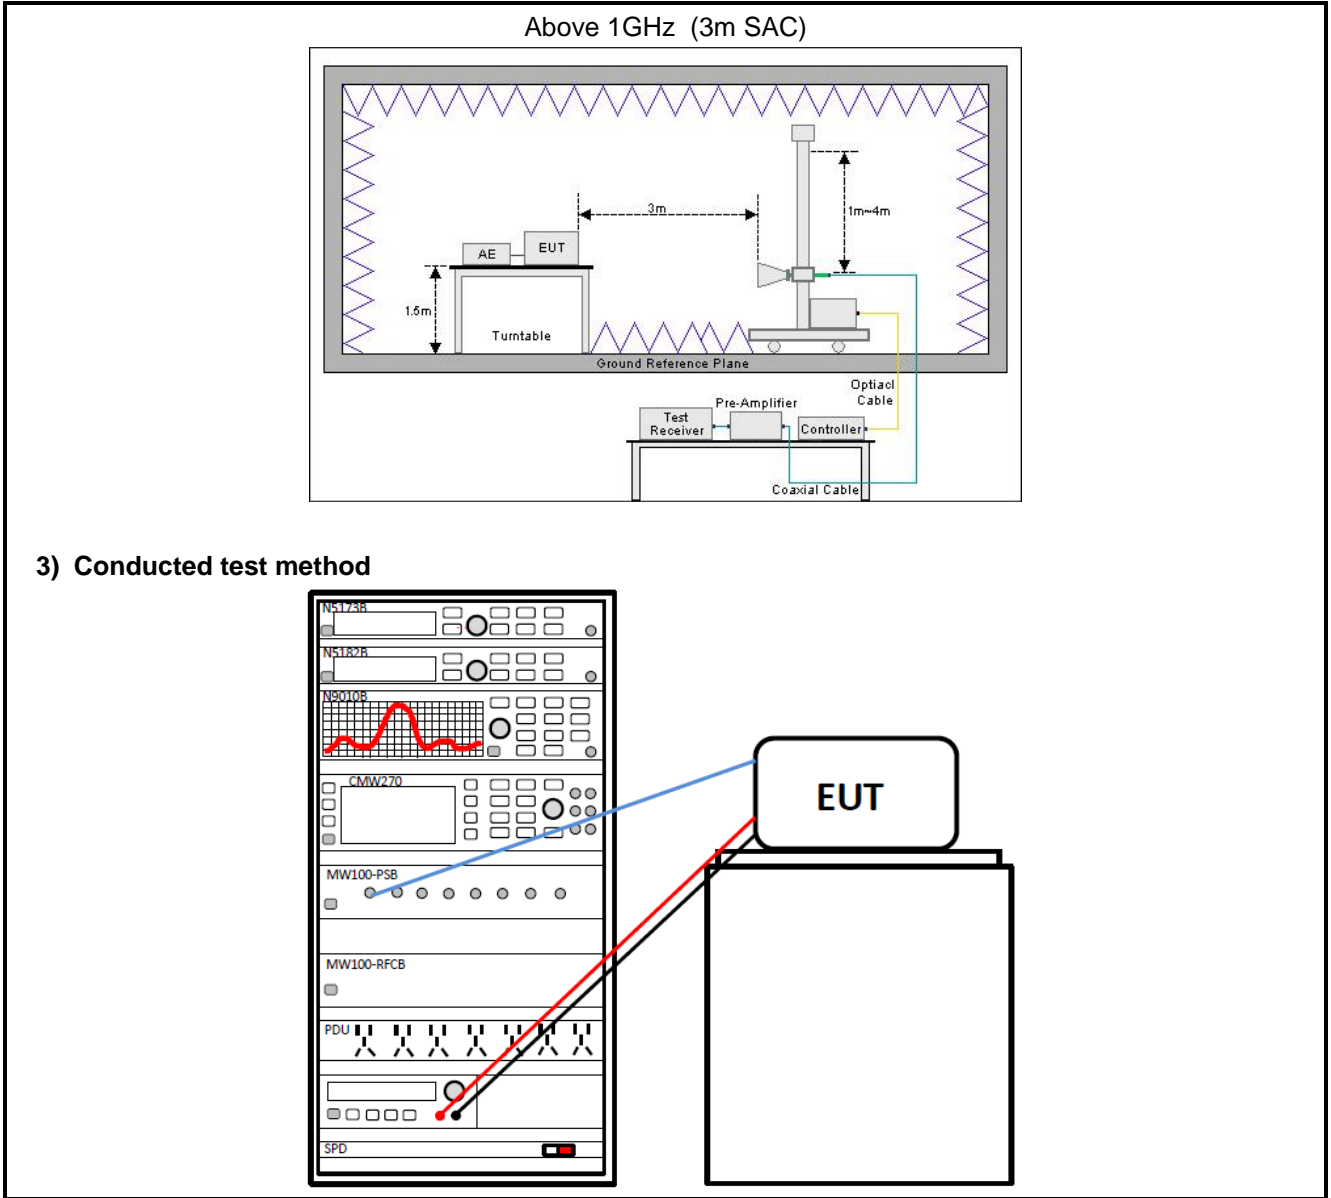 Above 1GHz (3m SAC)
3m
1m~4m
AE
EUT
1.5m
Turntable
Ground Reference Plane
Optiacl
Cable
Pre-Amplifier
Test
Receiver
Controller
Coaxial Cable
3) Conducted test method
N5173B
N5182B
N9010B
CMW270
EUT
MW100-PSB
MW100-RFCB
PDU
SPD